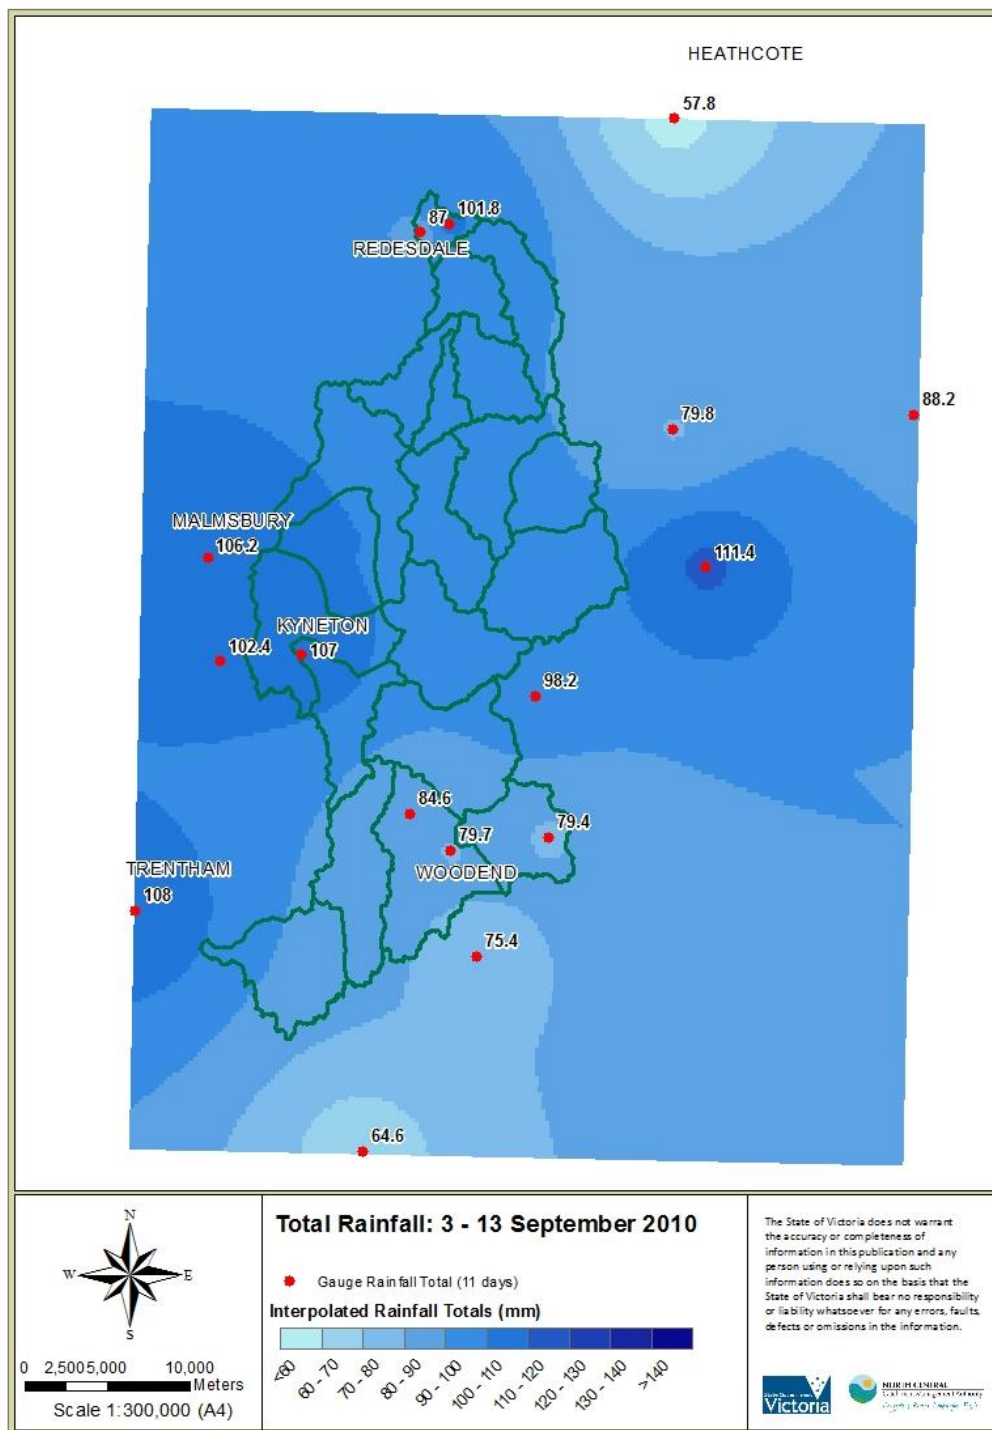 HEATHCOTE
57.8
101.8
87
REDESDALE
88.2
79.8
MALMSBURY
106.2
111.4
KYNETON
102.4
107
98.2
84.6
79.7
79.4
WOODEND
TRENTHAM
108
75.4
64.6
N
W E
S
0 2,500 5,000 10,000
Meters
Scale 1:300,000 (A4)
Total Rainfall: 3 - 13 September 2010
Gauge Rainfall Total (11 days)
Interpolated Rainfall Totals (mm)
<60
60 - 70
70 - 80
80 - 90
90 - 100
100 - 110
110 - 120
120 - 130
130 - 140
>140
The State of Victoria does not warrant
the accuracy or completeness of
information in this publication and any
person using or relying upon such
information does so on the basis that the
State of Victoria shall bear no responsibility
or liability whatsoever for any errors, faults,
defects or omissions in the information.
State Government
Victoria
NORTH CENTRAL
Catchment Management Authority